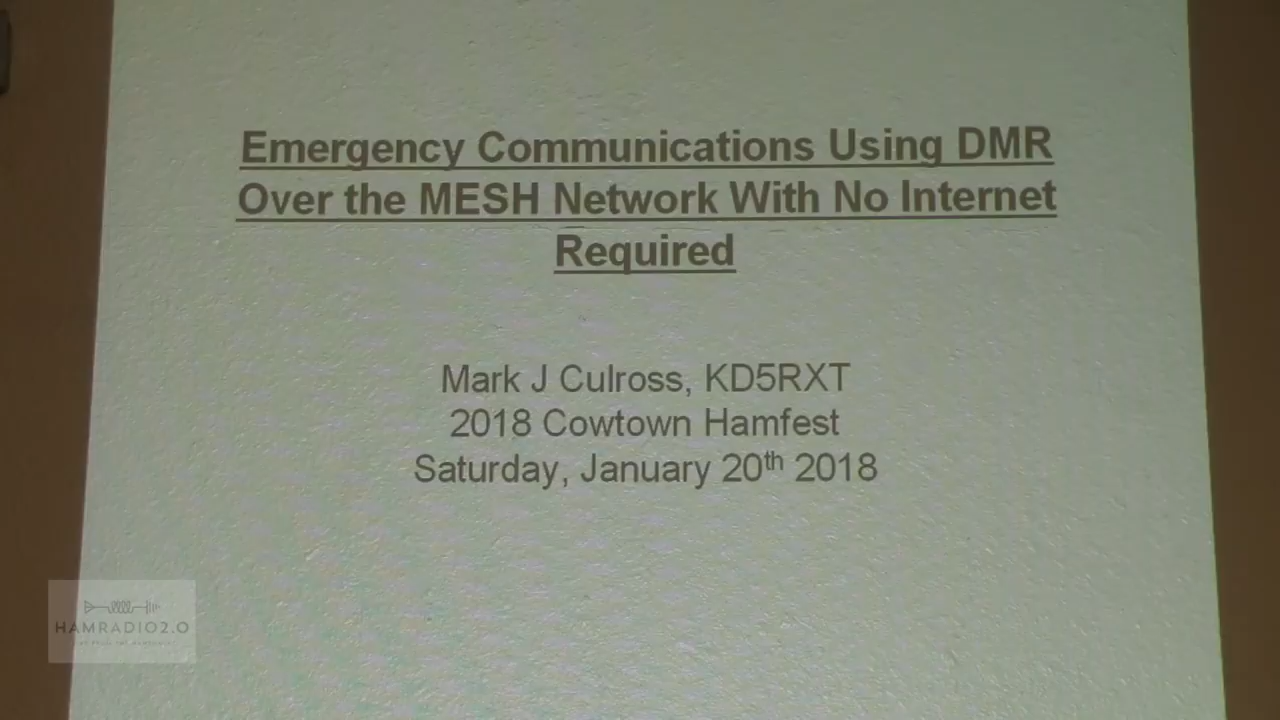 Emergency Communications Using DMR
Over the MESH Network With No Internet
Required
Mark J Culross, KD5RXT
2018 Cowtown Hamfest
Saturday, January 20th 2018
HAMRADIO2.0